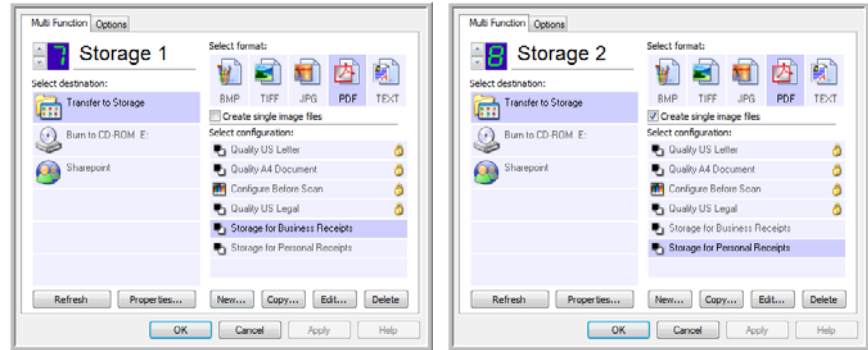 Multi Function Options
7 Storage 1
Select format:
Select destination:
BMP TIFF JPG PDF TEXT
Transfer to Storage
Create single image files
Burn to CD-ROM E:
Select configuration:
Quality US Letter
Sharepoint
Quality A4 Document
Configure Before Scan
Quality US Legal
Storage for Business Receipts
Storage for Personal Receipts
Refresh Properties... New... Copy... Edit... Delete
OK Cancel Apply Help
Multi Function Options
8 Storage 2
Select format:
Select destination:
BMP TIFF JPG PDF TEXT
Transfer to Storage
Create single image files
Burn to CD-ROM E:
Select configuration:
Quality US Letter
Sharepoint
Quality A4 Document
Configure Before Scan
Quality US Legal
Storage for Business Receipts
Storage for Personal Receipts
Refresh Properties... New... Copy... Edit... Delete
OK Cancel Apply Help